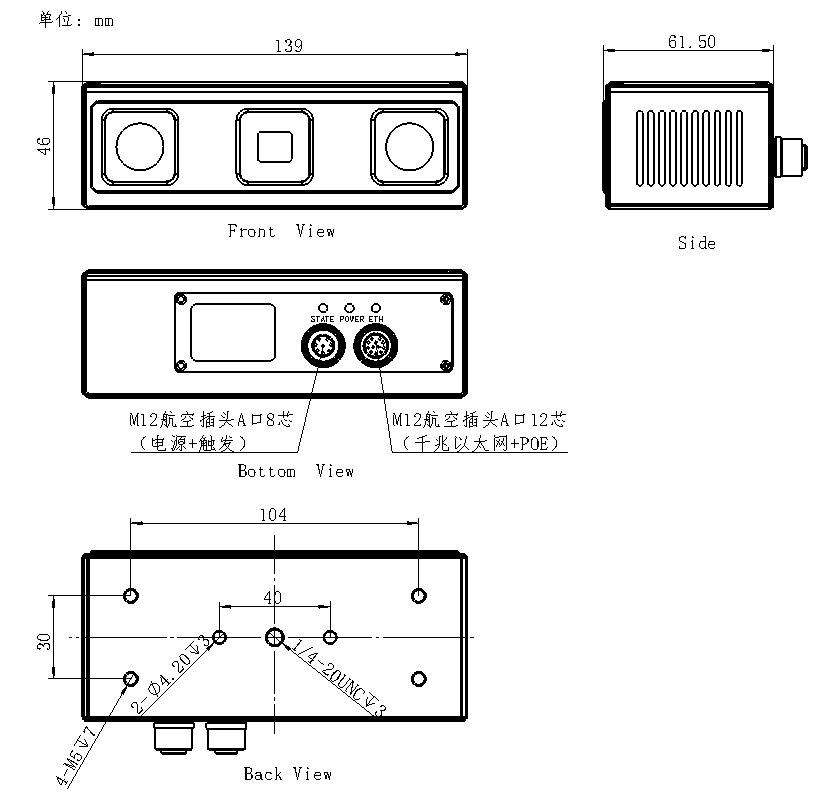 单位: mm
139
61.50
46
Front View
Side
STATE POWER ETH
M12航空插头A口8芯
(电源+触发)
M12航空插头A口12芯
(千兆以太网+POE)
Bottom View
104
40
30
2-Φ4.20↧3
1/4-20UNC↧3
4-M5↧7
Back View